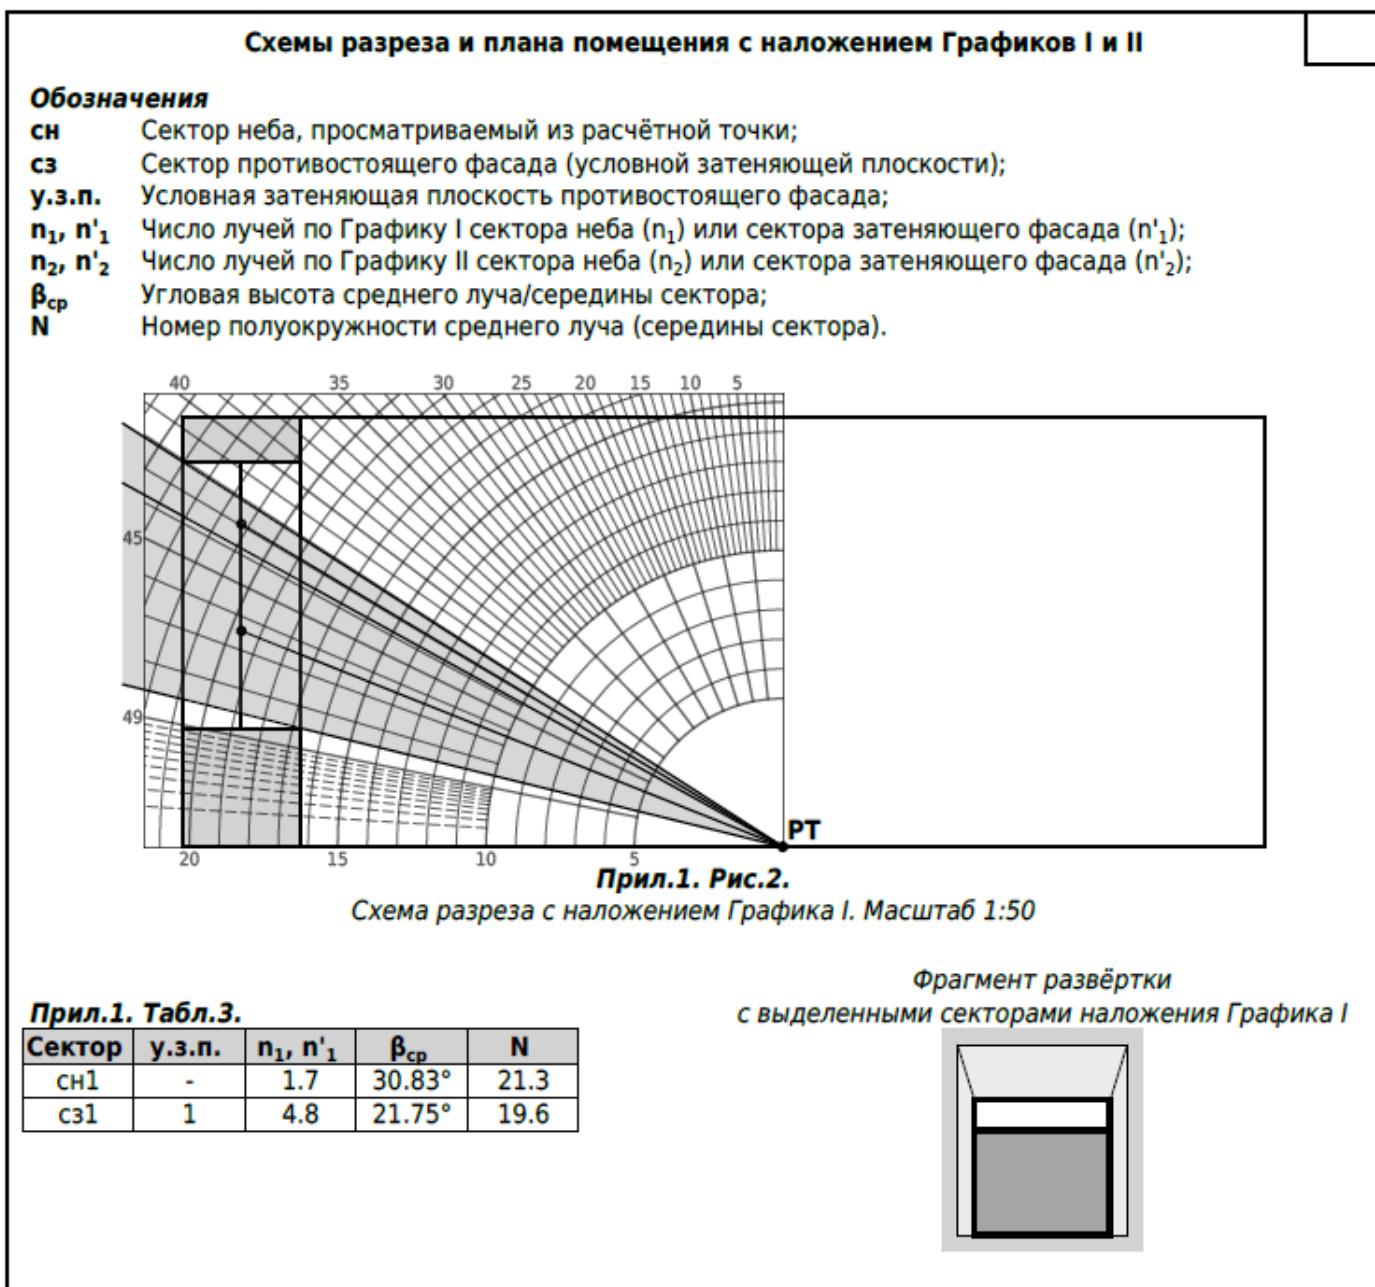 Схемы разреза и плана помещения с наложением Графиков I и II
Обозначения
сн Сектор неба, просматриваемый из расчётной точки;
сз Сектор противостоящего фасада (условной затеняющей плоскости);
у.з.п. Условная затеняющая плоскость противостоящего фасада;
n₁, n'₁ Число лучей по Графику I сектора неба (n₁) или сектора затеняющего фасада (n'₁);
n₂, n'₂ Число лучей по Графику II сектора неба (n₂) или сектора затеняющего фасада (n'₂);
βср Угловая высота среднего луча/середины сектора;
N Номер полуокружности среднего луча (середины сектора).
40 35 30 25 20 15 10 5
45
49
РТ
20 15 10 5
Прил.1. Рис.2.
Схема разреза с наложением Графика I. Масштаб 1:50
Фрагмент развёртки
с выделенными секторами наложения Графика I
Прил.1. Табл.3.
Сектор у.з.п. n₁, n'₁ βср N
сн1 - 1.7 30.83° 21.3
сз1 1 4.8 21.75° 19.6